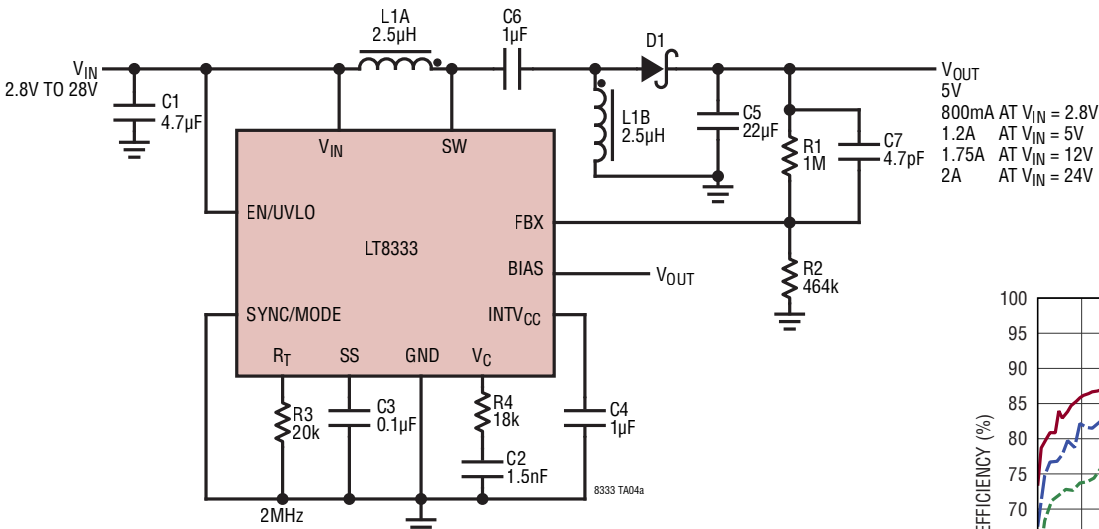 L1A
2.5µH
C6
1µF
D1
VIN
2.8V TO 28V
C1
4.7µF
L1B
2.5µH
C5
22µF
R1
1M
C7
4.7pF
VOUT
5V
800mA AT VIN = 2.8V
1.2A AT VIN = 5V
1.75A AT VIN = 12V
2A AT VIN = 24V
VIN
SW
EN/UVLO
FBX
LT8333
BIAS
VOUT
R2
464k
SYNC/MODE
INTVCC
RT
SS
GND
VC
R3
20k
C3
0.1µF
R4
18k
C2
1.5nF
C4
1µF
8333 TA04a
2MHz
100
95
90
85
80
75
70
EFFICIENCY (%)